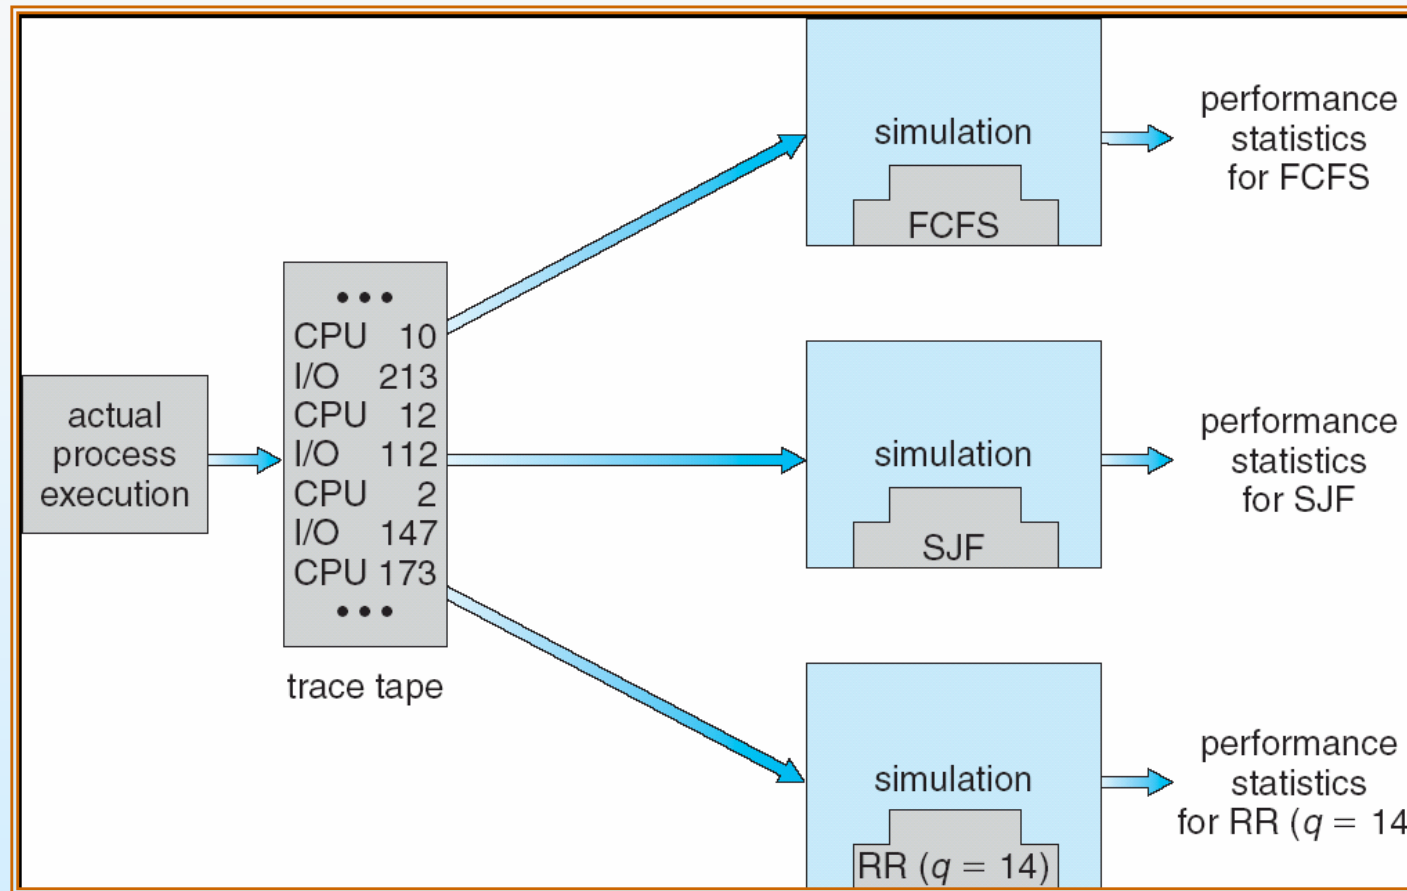 actual
process
execution
• • •
CPU 10
I/O 213
CPU 12
I/O 112
CPU 2
I/O 147
CPU 173
• • •
trace tape
simulation
FCFS
performance
statistics
for FCFS
simulation
SJF
performance
statistics
for SJF
simulation
RR (q = 14)
performance
statistics
for RR (q = 14